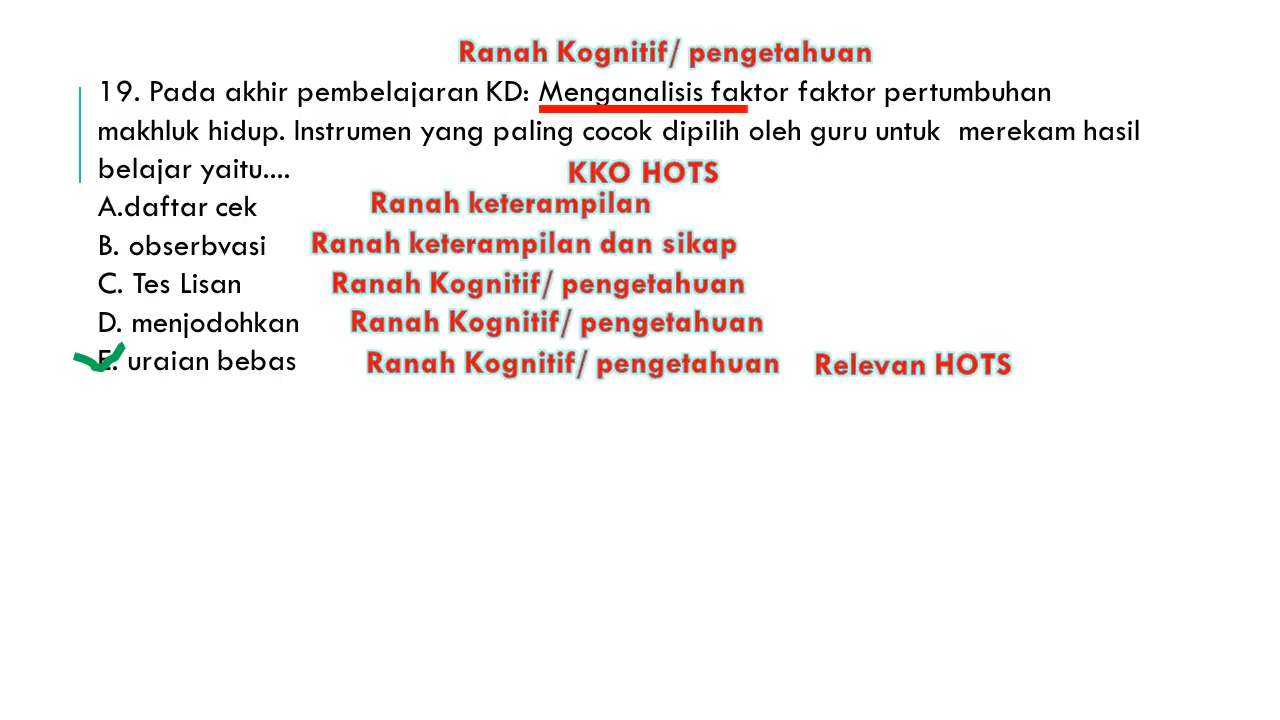 Ranah Kognitif/ pengetahuan
19. Pada akhir pembelajaran KD: Menganalisis faktor faktor pertumbuhan
makhluk hidup. Instrumen yang paling cocok dipilih oleh guru untuk merekam hasil
belajar yaitu....
KKO HOTS
A.daftar cek Ranah keterampilan
B. obserbvasi Ranah keterampilan dan sikap
C. Tes Lisan Ranah Kognitif/ pengetahuan
D. menjodohkan Ranah Kognitif/ pengetahuan
E. uraian bebas Ranah Kognitif/ pengetahuan Relevan HOTS